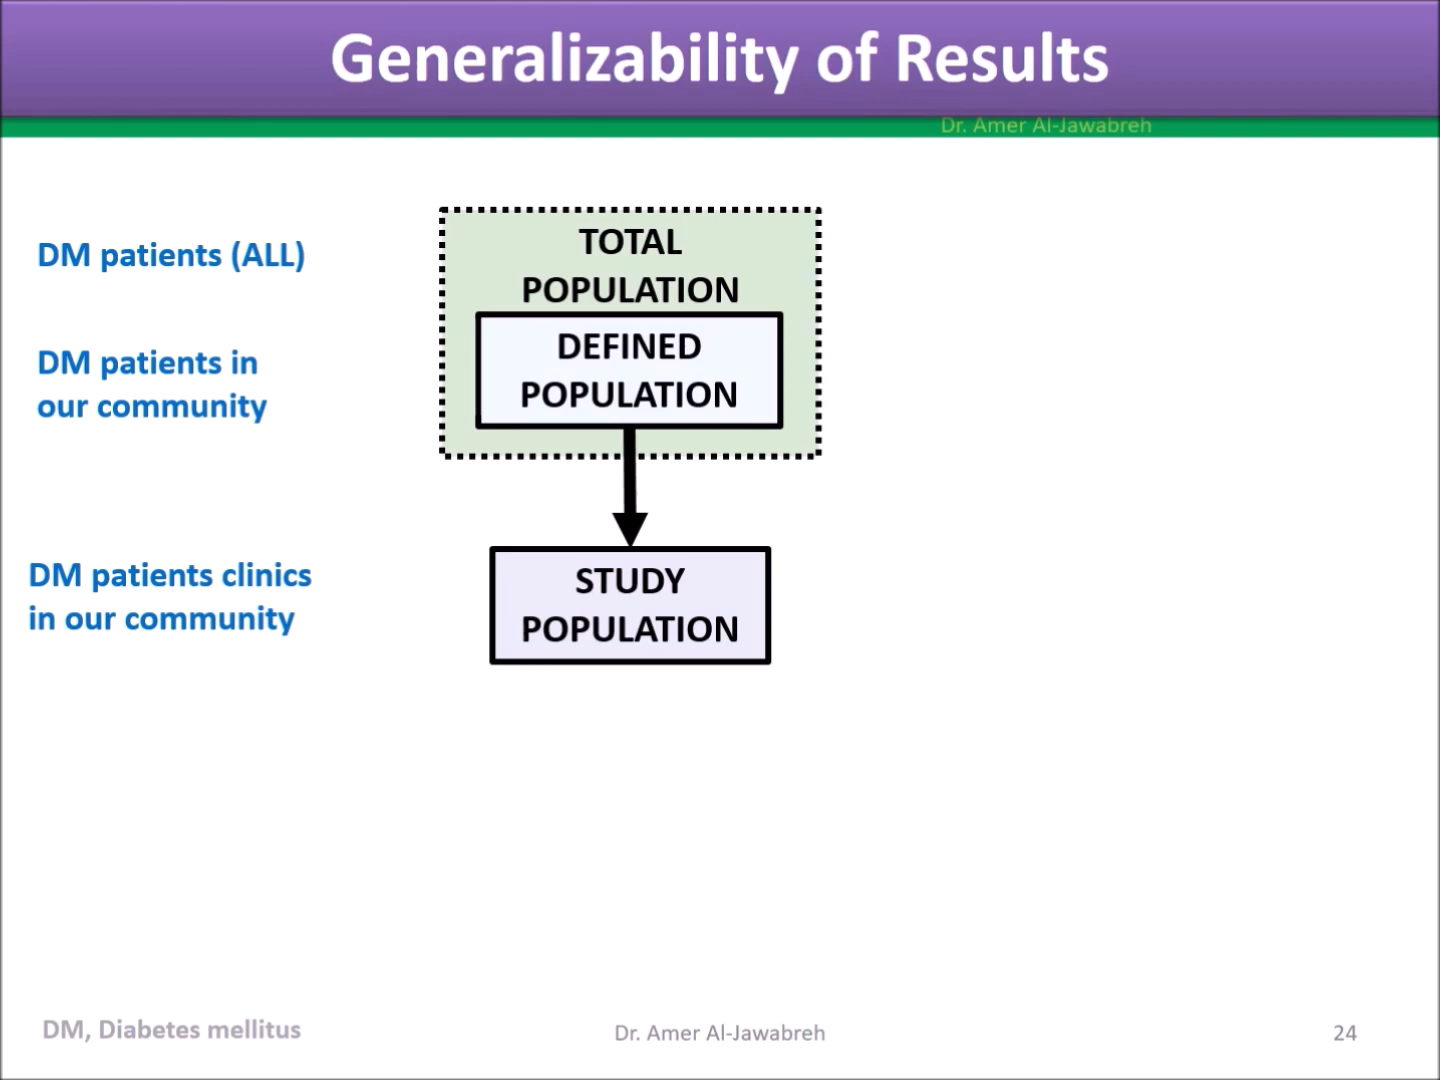 Generalizability of Results
Dr. Amer Al-Jawabreh
DM patients (ALL)
TOTAL
POPULATION
DM patients in
our community
DEFINED
POPULATION
DM patients clinics
in our community
STUDY
POPULATION
DM, Diabetes mellitus
Dr. Amer Al-Jawabreh
24